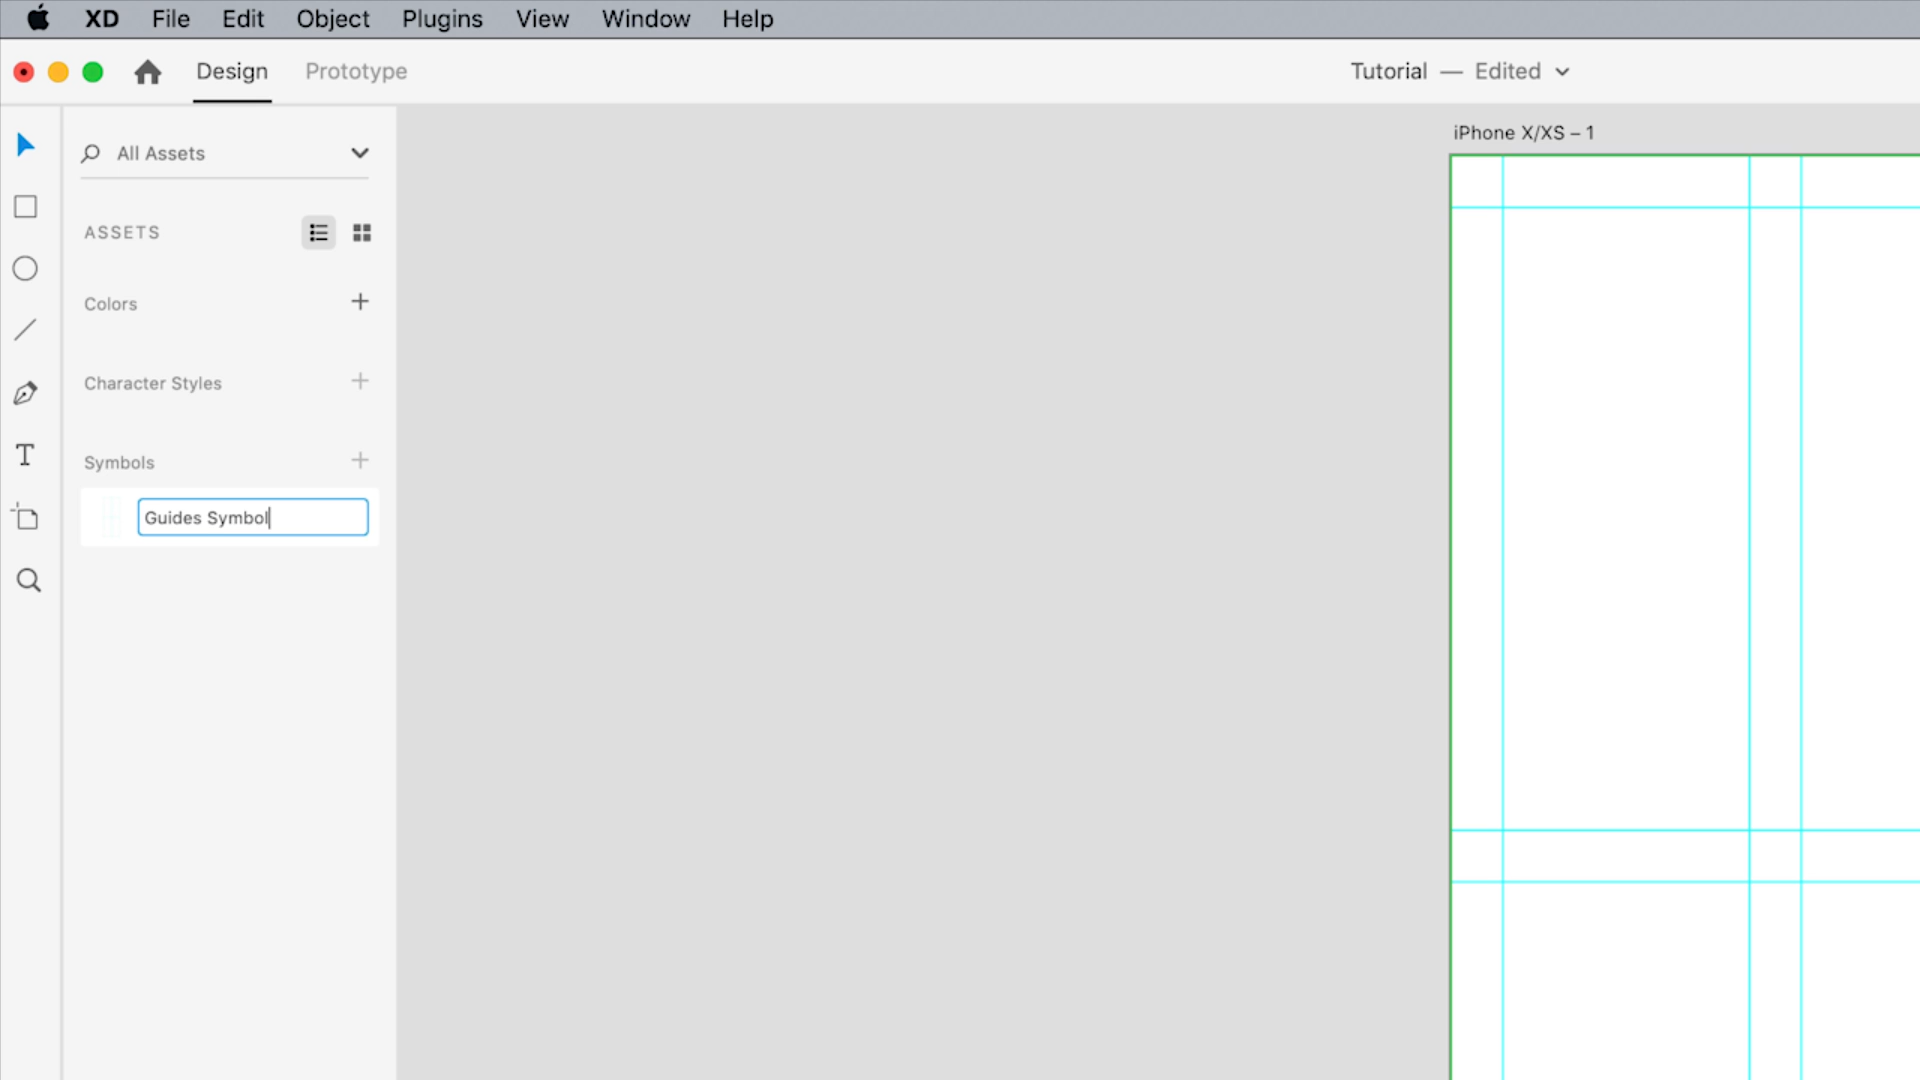 XD File Edit Object Plugins View Window Help
Design Prototype Tutorial — Edited
All Assets
iPhone X/XS – 1
ASSETS
Colors
Character Styles
Symbols
Guides Symbol